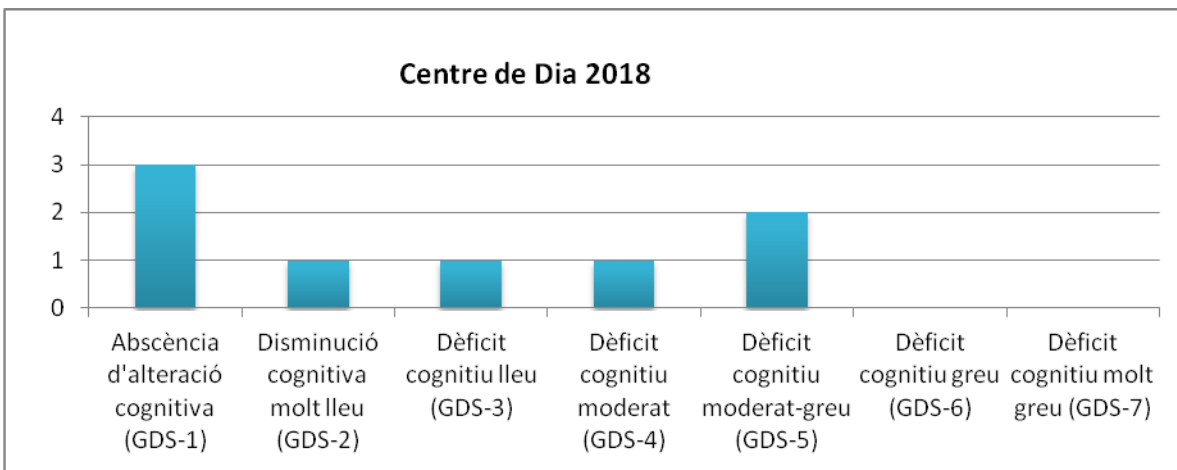 Centre de Dia 2018
4
3
2
1
0
Abscència
d'alteració
cognitiva
(GDS-1)
Disminució
cognitiva
molt lleu
(GDS-2)
Dèficit
cognitiu lleu
(GDS-3)
Dèficit
cognitiu
moderat
(GDS-4)
Dèficit
cognitiu
moderat-greu
(GDS-5)
Dèficit
cognitiu greu
(GDS-6)
Dèficit
cognitiu molt
greu (GDS-7)